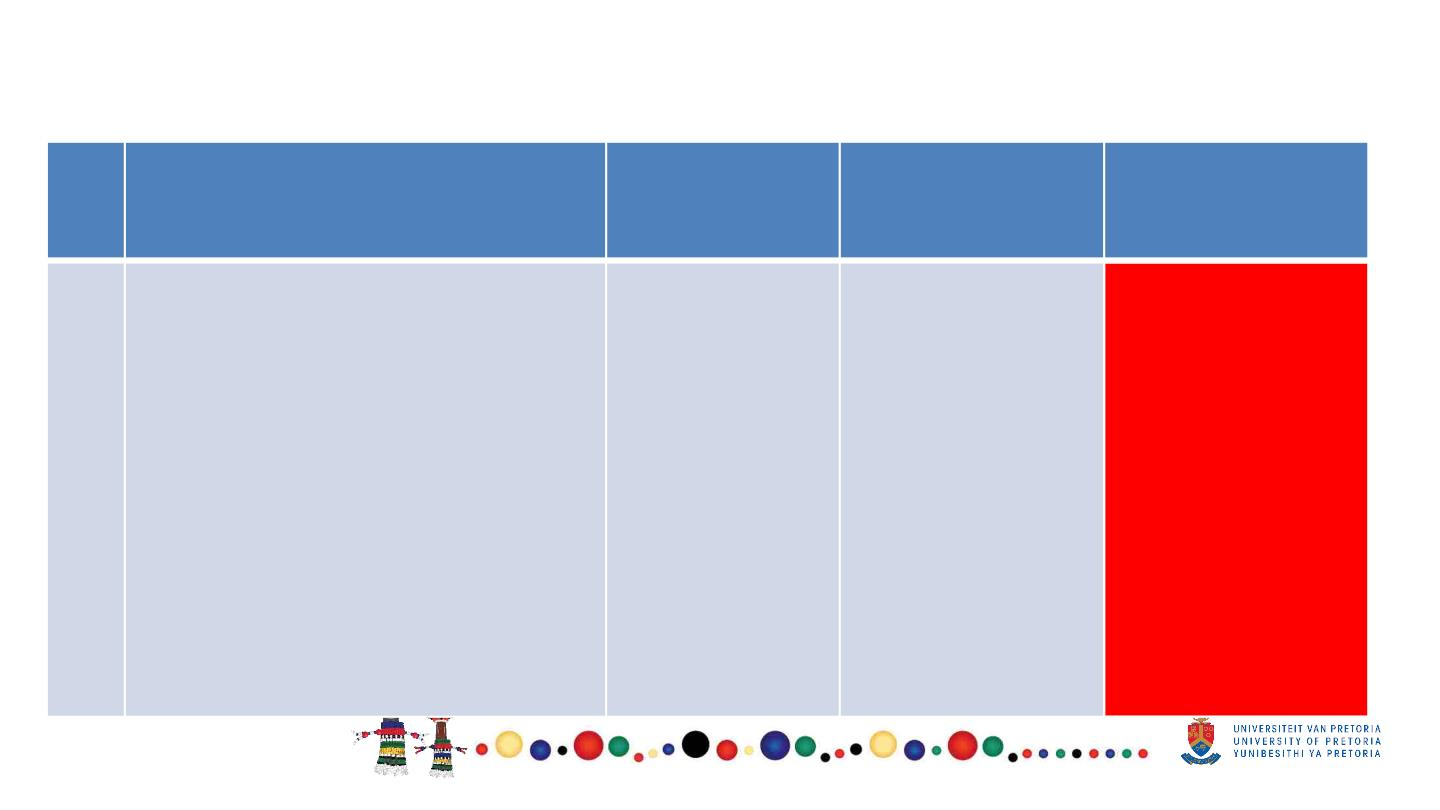 UNIVERSITEIT VAN PRETORIA
UNIVERSITY OF PRETORIA
YUNIBESITHI YA PRETORIA